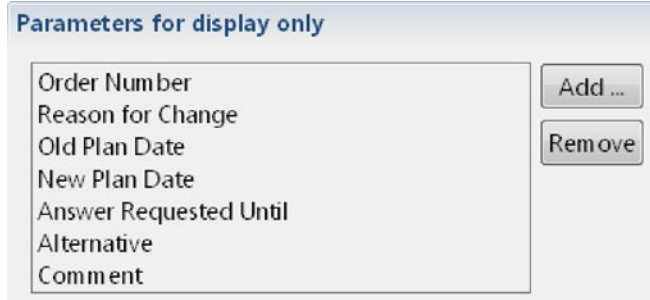 Parameters for display only
Order Number
Reason for Change
Old Plan Date
New Plan Date
Answer Requested Until
Alternative
Comment
Add ...
Remove